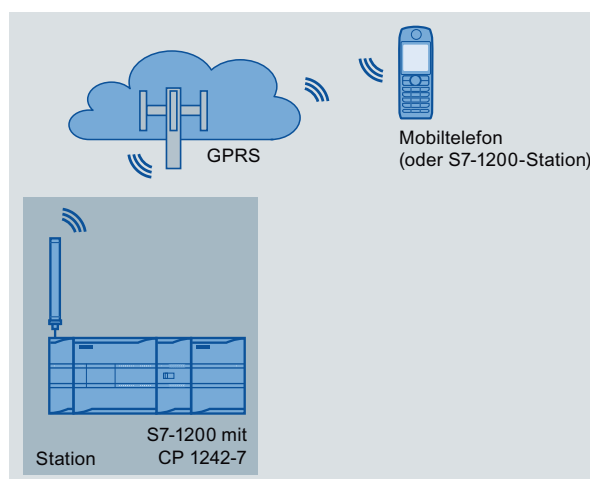 GPRS
Mobiltelefon
(oder S7-1200-Station)
S7-1200 mit
CP 1242-7
Station